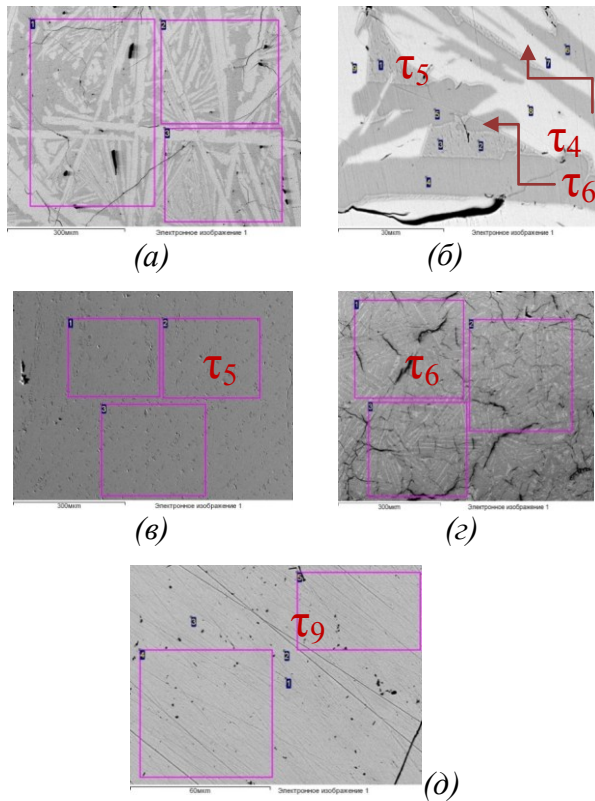 300мкм Электронное изображение 1
(а)
τ5
τ4
τ6
30мкм Электронное изображение 1
(б)
τ5
300мкм Электронное изображение 1
(в)
τ6
300мкм Электронное изображение 1
(г)
τ9
60мкм Электронное изображение 1
(д)